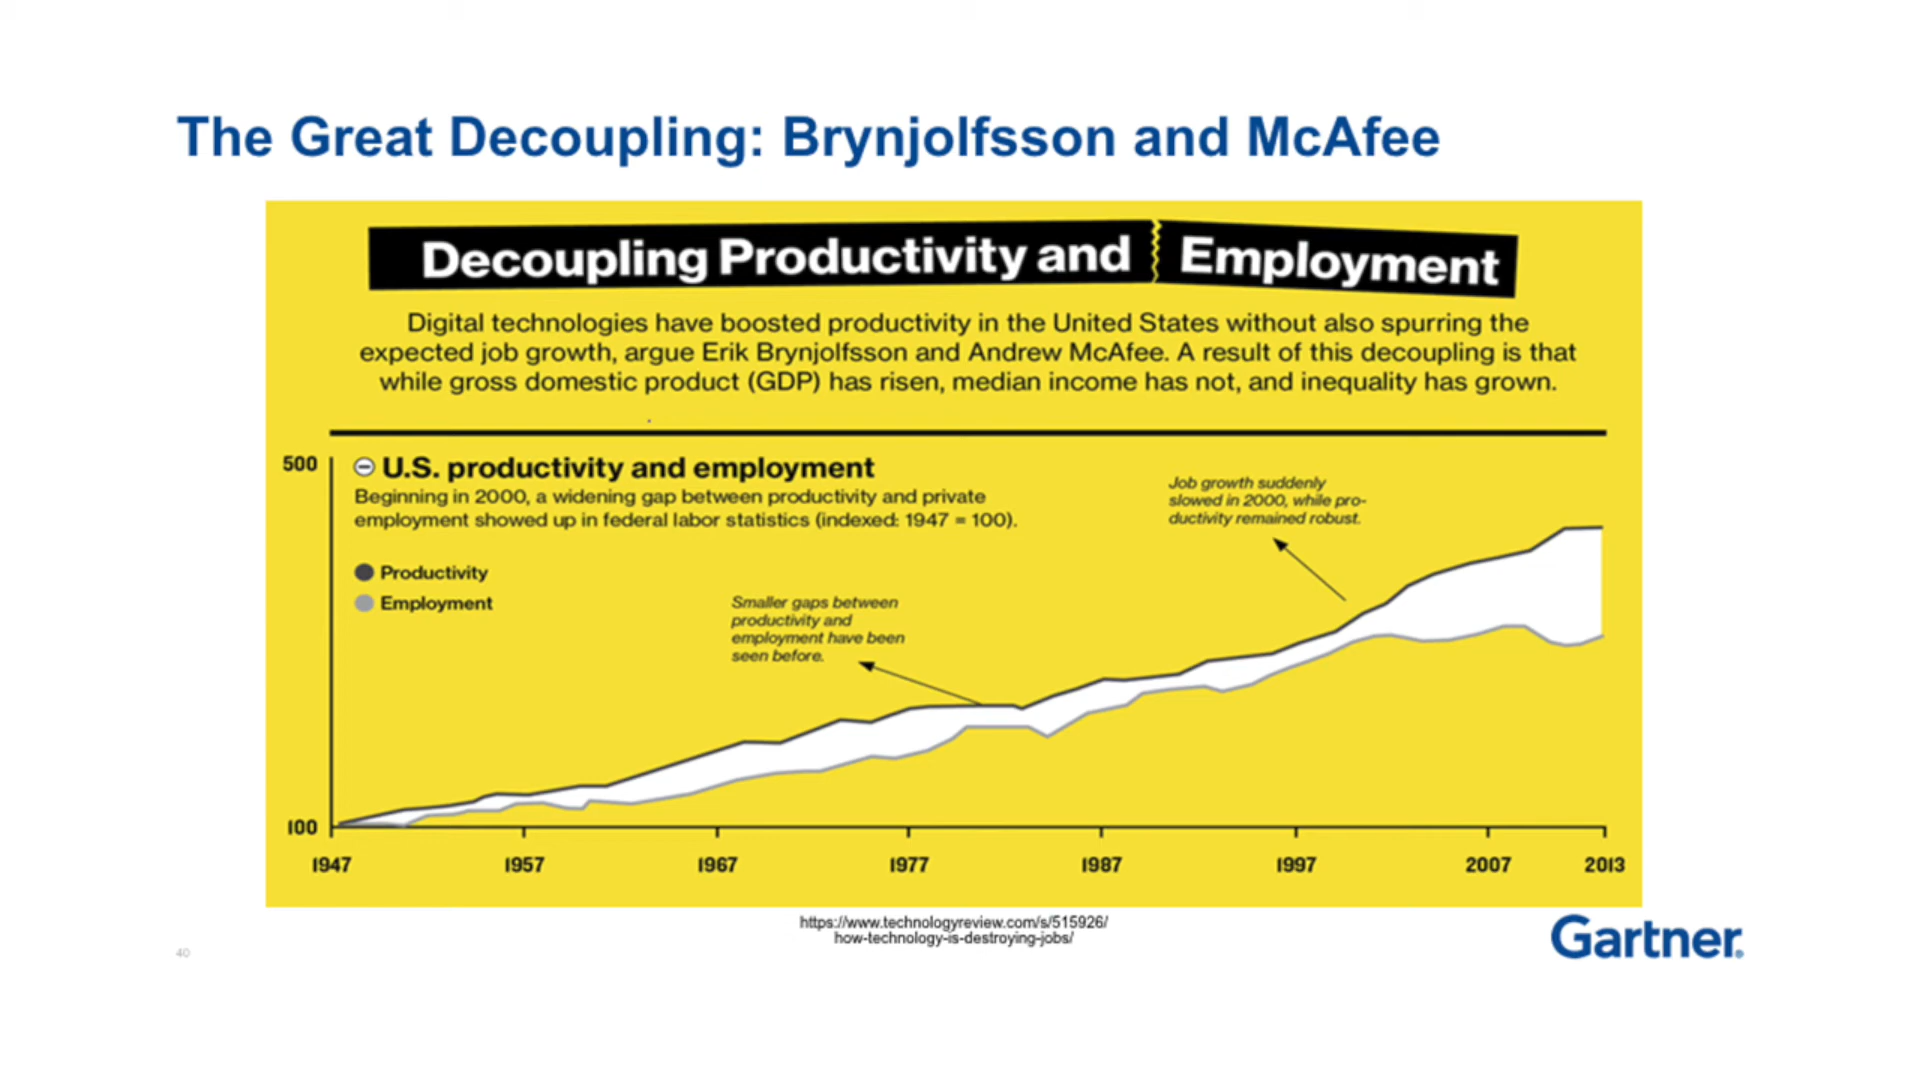 The Great Decoupling: Brynjolfsson and McAfee
Decoupling Productivity and Employment
Digital technologies have boosted productivity in the United States without also spurring the
expected job growth, argue Erik Brynjolfsson and Andrew McAfee. A result of this decoupling is that
while gross domestic product (GDP) has risen, median income has not, and inequality has grown.
500
U.S. productivity and employment
Beginning in 2000, a widening gap between productivity and private
employment showed up in federal labor statistics (indexed: 1947 = 100).
Productivity
Employment
Smaller gaps between
productivity and
employment have been
seen before.
Job growth suddenly
slowed in 2000, while pro-
ductivity remained robust.
100
1947 1957 1967 1977 1987 1997 2007 2013
https://www.technologyreview.com/s/515926/
how-technology-is-destroying-jobs/
40
Gartner®